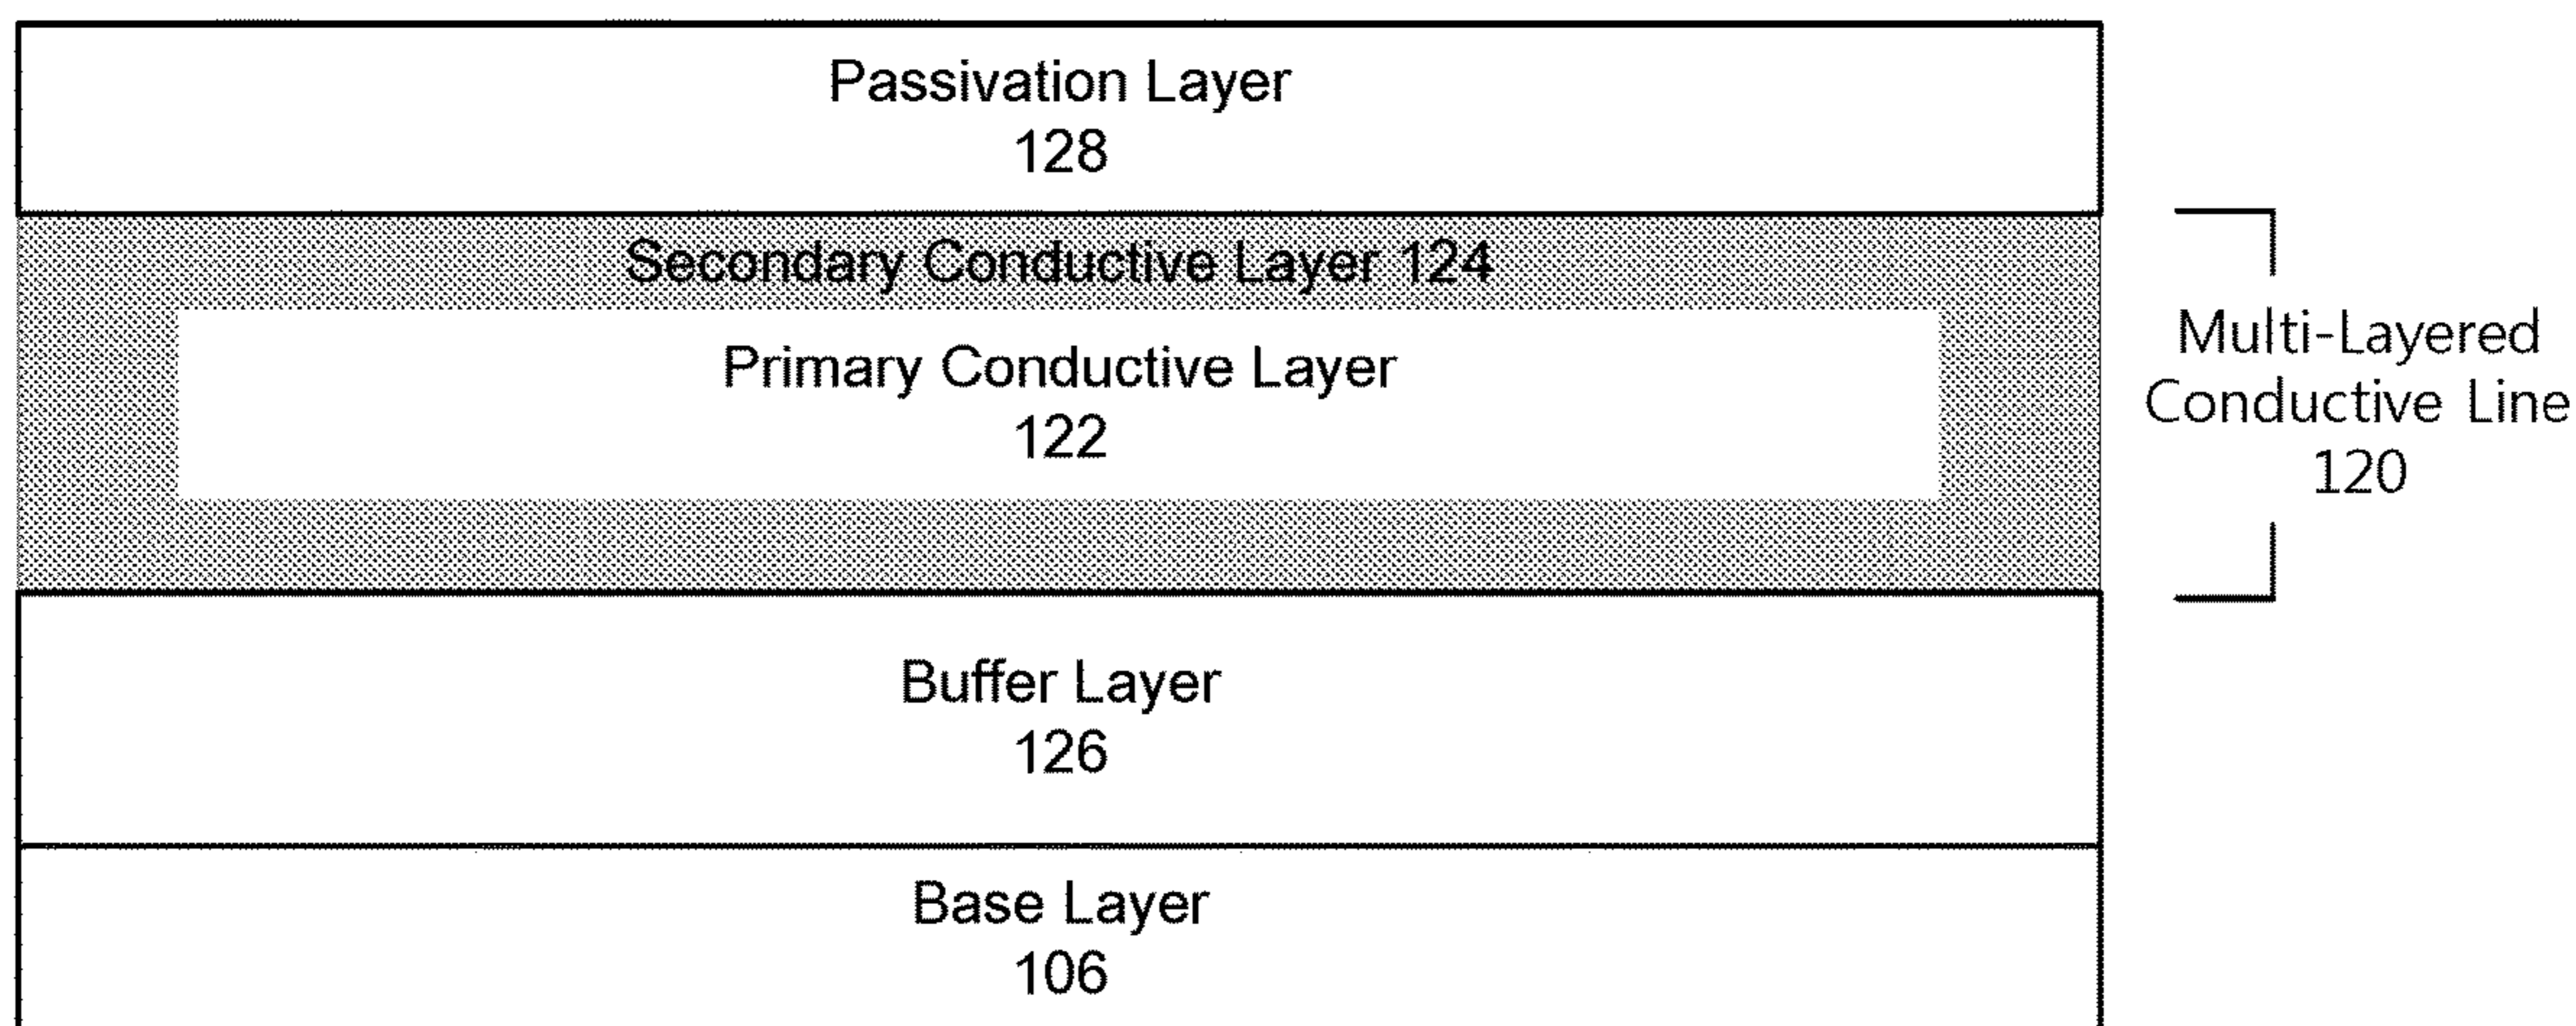 Passivation Layer
128
Secondary Conductive Layer 124
Primary Conductive Layer
122
Multi-Layered
Conductive Line
120
Buffer Layer
126
Base Layer
106